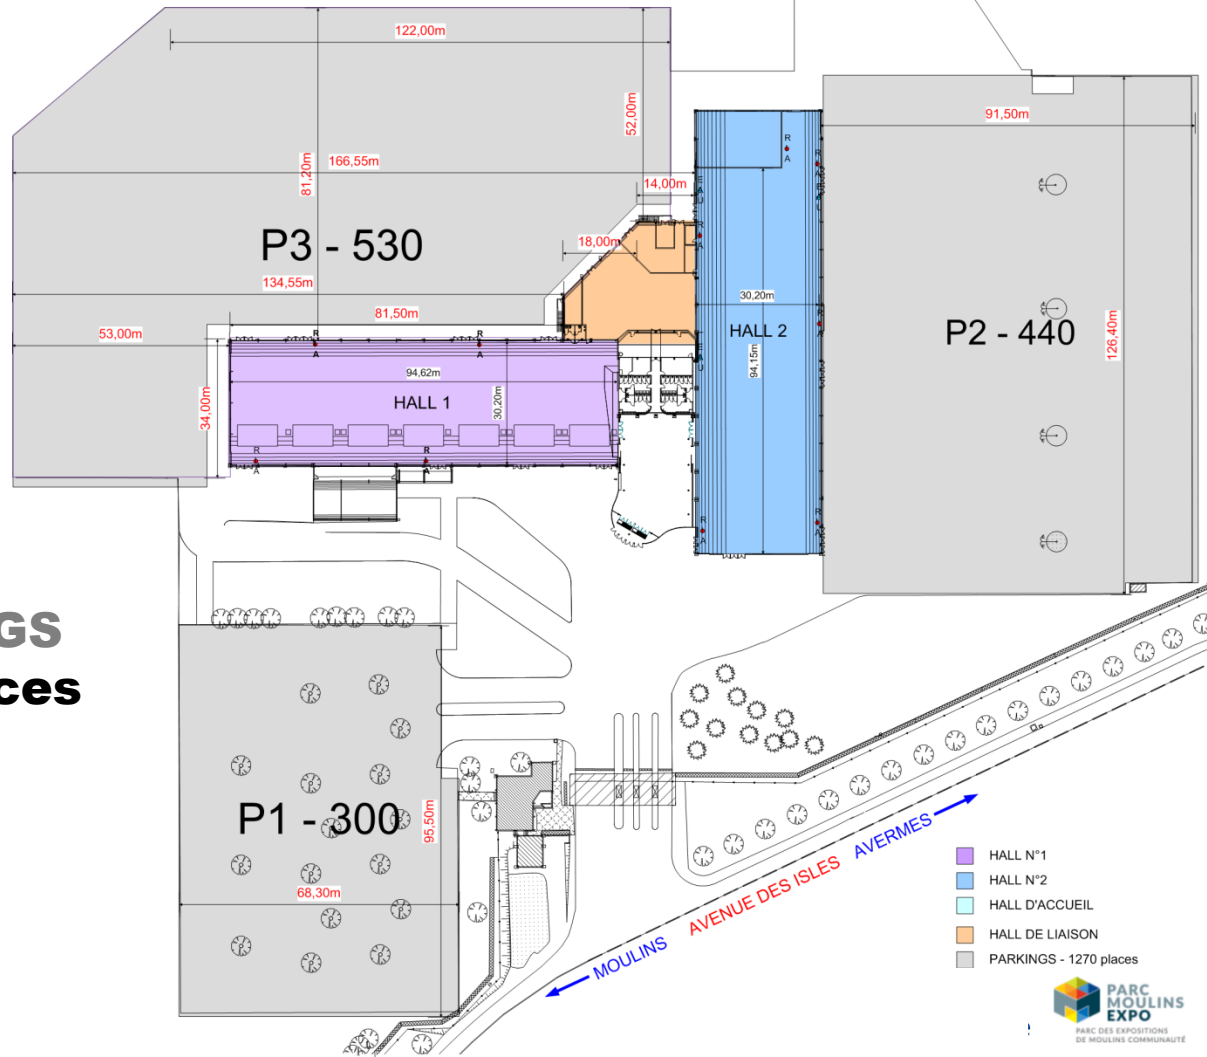 122,00m
52,00m
91,50m
81,20m
166,55m
14,00m
R
A
R
A
EAU
R
A
P3 - 530
18,00m
134,55m
30,20m
81,50m
53,00m
HALL 2
P2 - 440
126,40m
R
A
R
A
R
A
EAU
94,15m
94,62m
34,00m
HALL 1
30,20m
R
A
R
A
R
A
R
A
GS
ces
P1 - 300
95,50m
68,30m
MOULINS
AVENUE DES ISLES
AVERMES
HALL N°1
HALL N°2
HALL D'ACCUEIL
HALL DE LIAISON
PARKINGS - 1270 places
PARC
MOULINS
EXPO
PARC DES EXPOSITIONS
DE MOULINS COMMUNAUTÉ